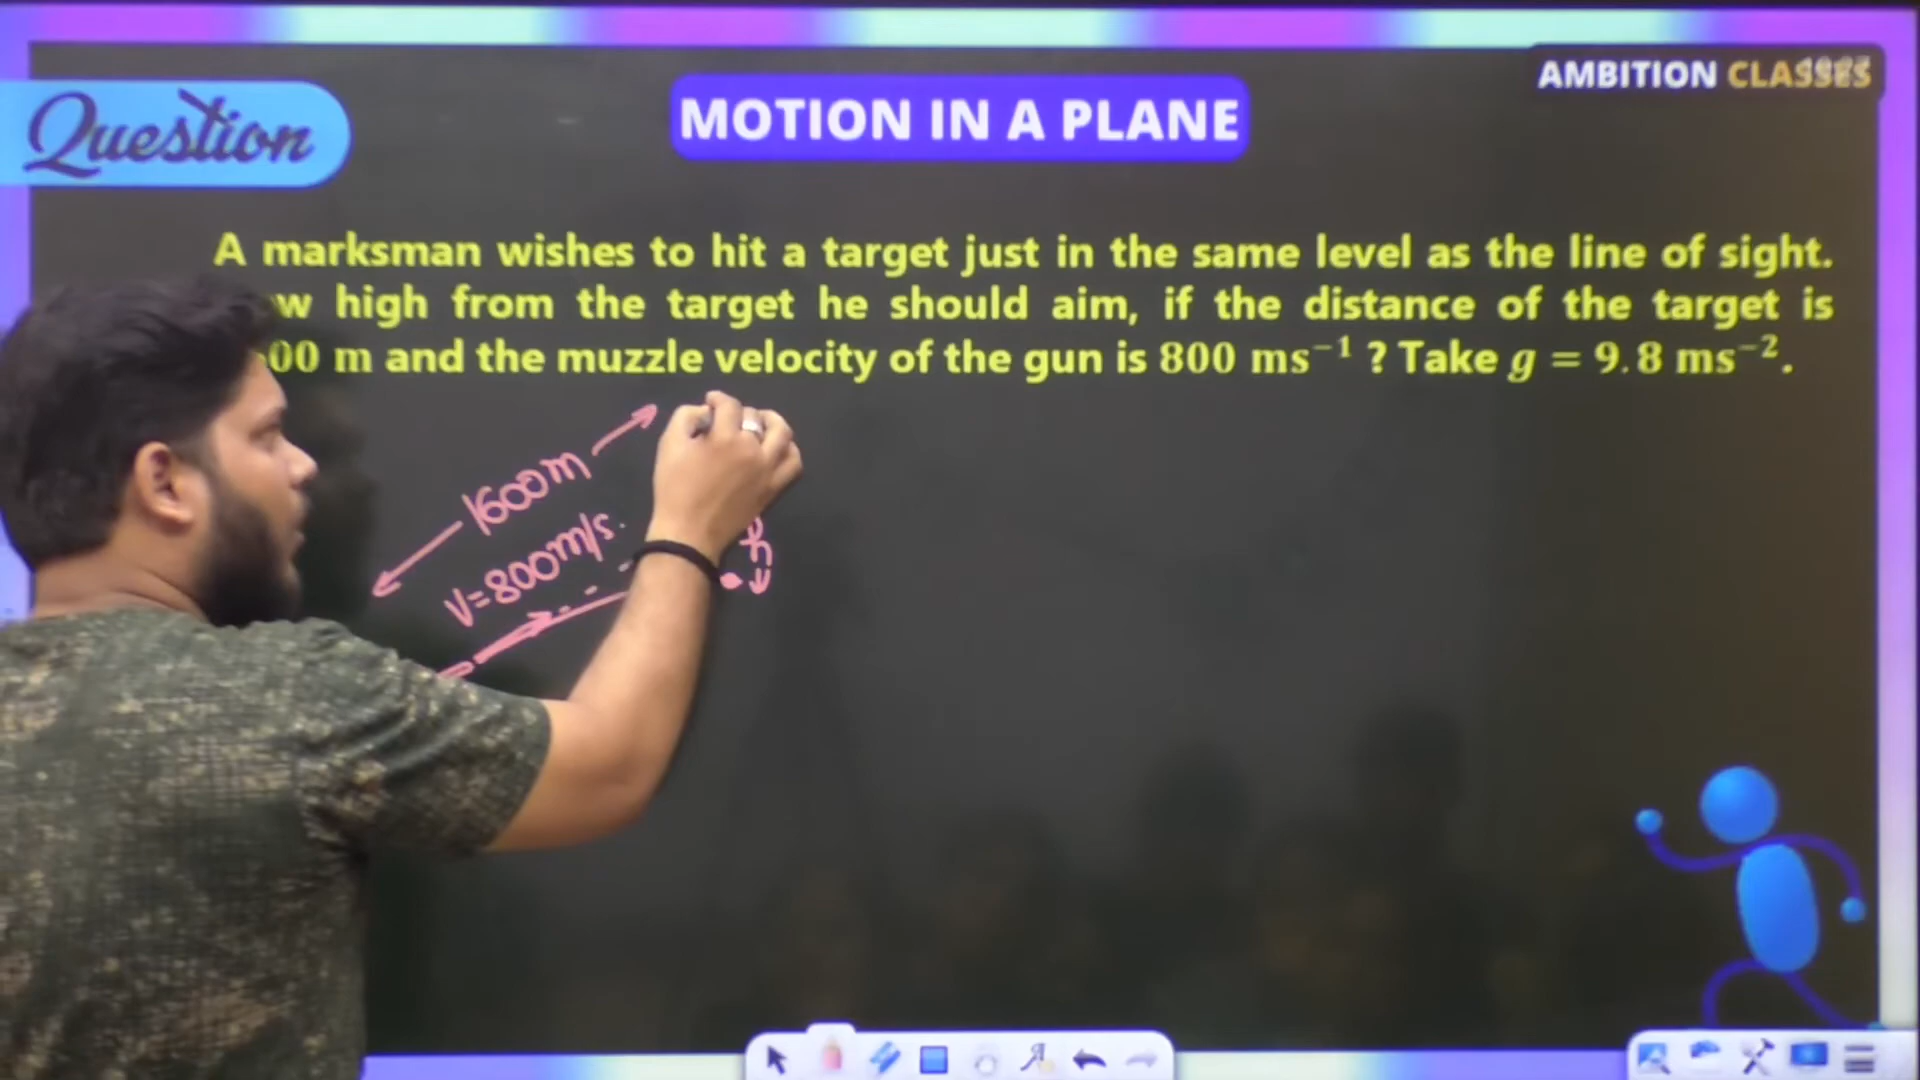 AMBITION CLASSES
Question
MOTION IN A PLANE
A marksman wishes to hit a target just in the same level as the line of sight.
high from the target he should aim, if the distance of the target is
00 m and the muzzle velocity of the gun is 800 ms⁻¹ ? Take g = 9.8 ms⁻².
1600m
V=800m/s.